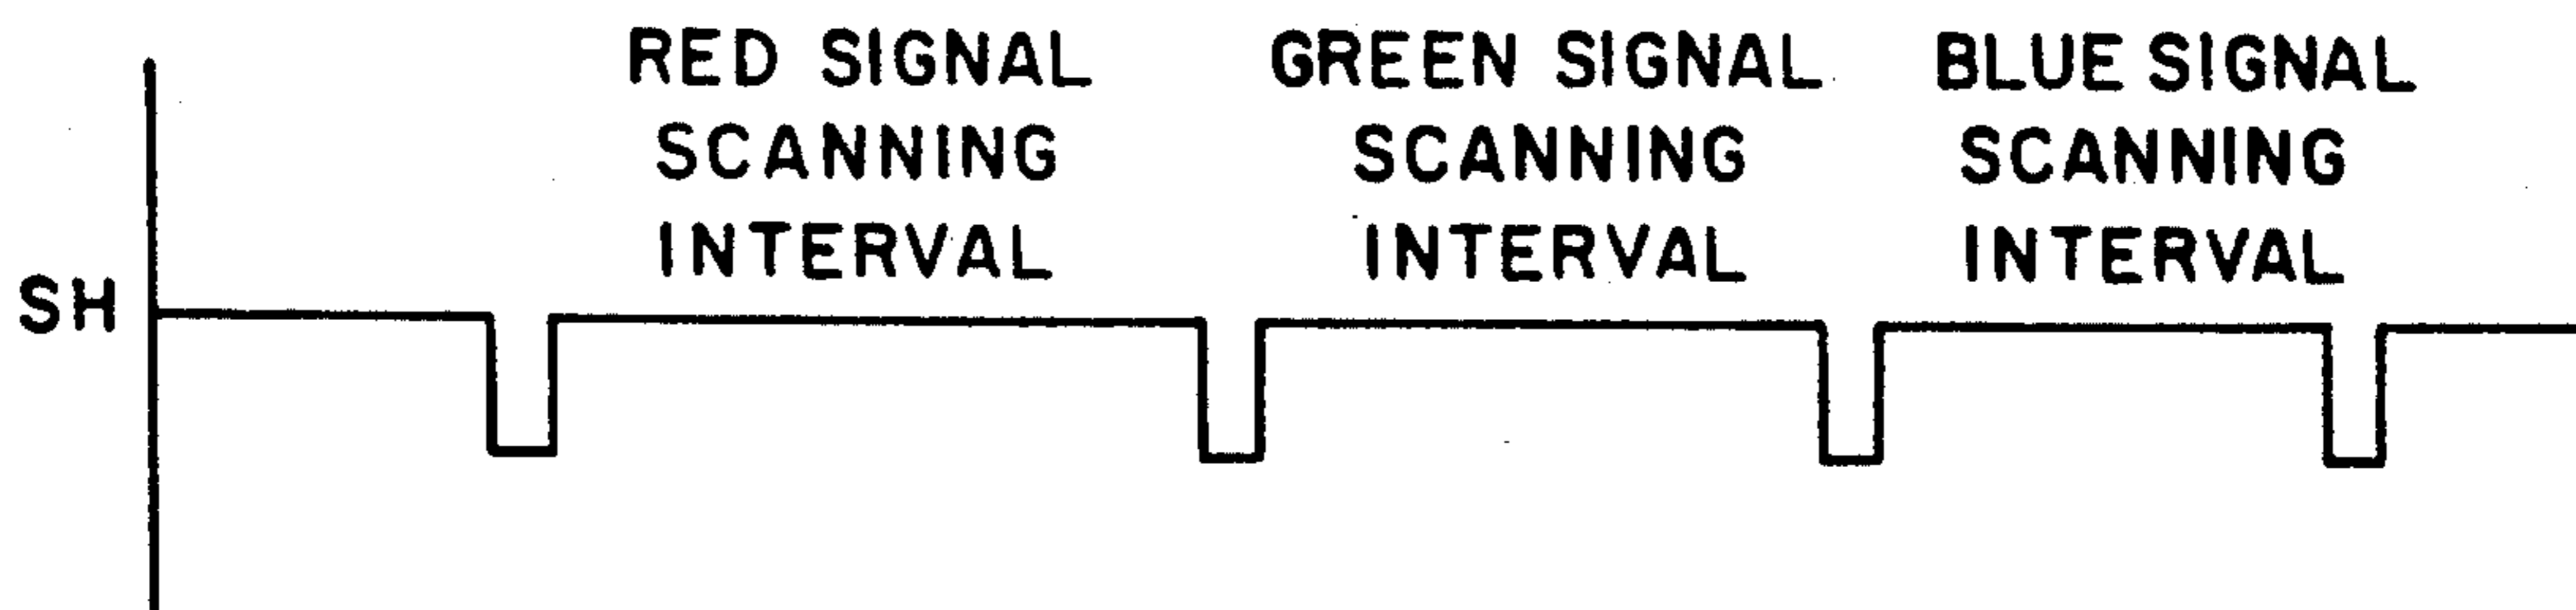 RED SIGNAL
SCANNING
INTERVAL
GREEN SIGNAL
SCANNING
INTERVAL
BLUE SIGNAL
SCANNING
INTERVAL
SH